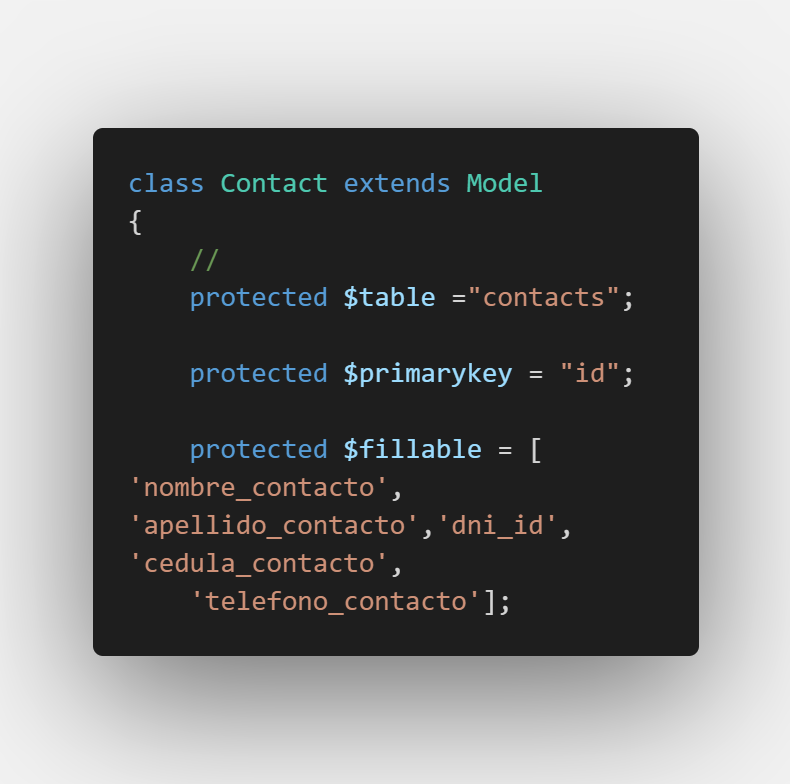 class Contact extends Model
{
    //
    protected $table ="contacts";

    protected $primarykey = "id";

    protected $fillable = [
'nombre_contacto',
'apellido_contacto','dni_id',
'cedula_contacto',
    'telefono_contacto'];